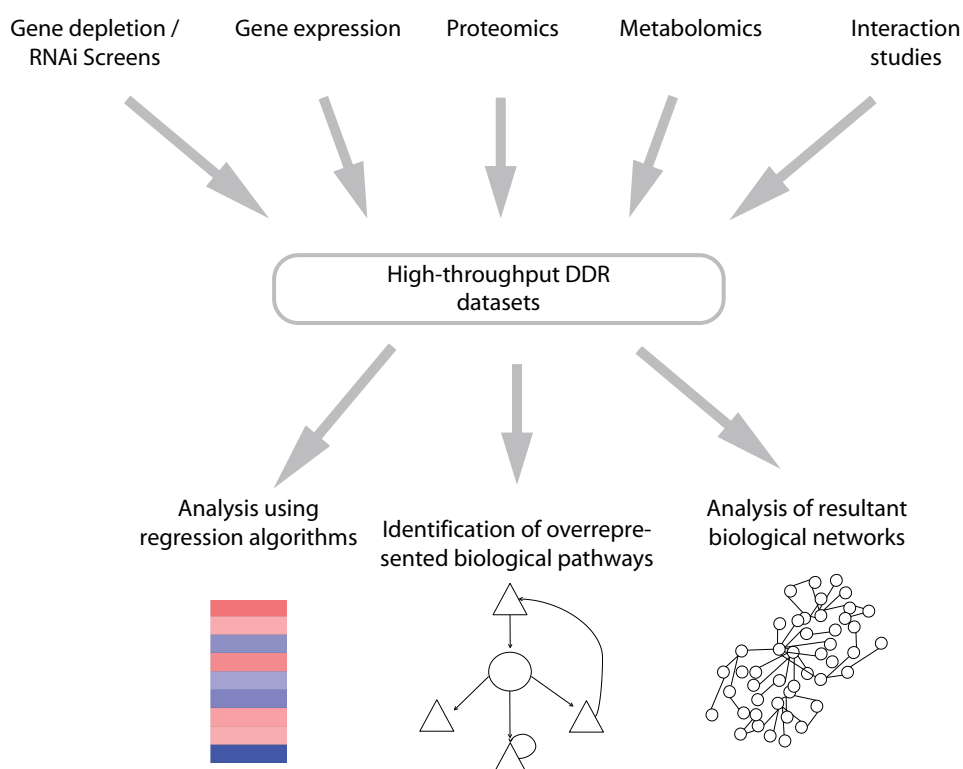 Gene depletion /
RNAi Screens
Gene expression
Proteomics
Metabolomics
Interaction
studies
High-throughput DDR
datasets
Analysis using
regression algorithms
Identification of overrepre-
sented biological pathways
Analysis of resultant
biological networks